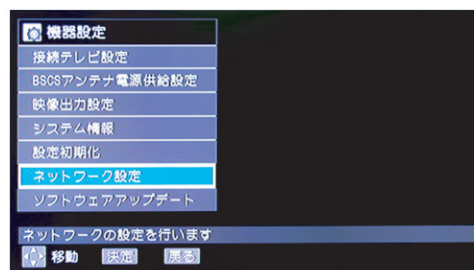 機器設定
接続テレビ設定
BSCSアンテナ電源供給設定
映像出力設定
システム情報
設定初期化
ネットワーク設定
ソフトウェアアップデート
ネットワークの設定を行います
移動 決定 戻る